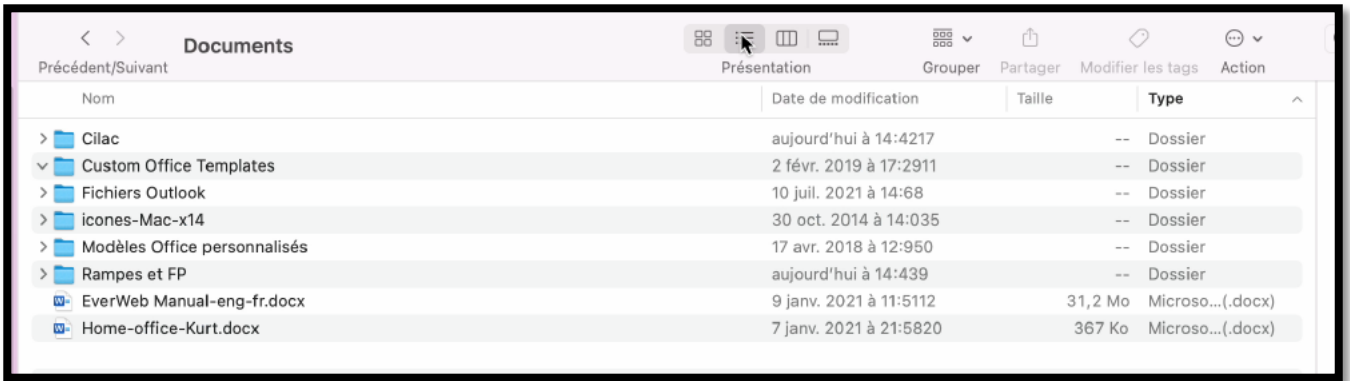 Documents
Précédent/Suivant Présentation Grouper Partager Modifier les tags Action
Nom Date de modification Taille Type
Cilac aujourd'hui à 14:4217 -- Dossier
Custom Office Templates 2 févr. 2019 à 17:2911 -- Dossier
Fichiers Outlook 10 juil. 2021 à 14:68 -- Dossier
icones-Mac-x14 30 oct. 2014 à 14:035 -- Dossier
Modèles Office personnalisés 17 avr. 2018 à 12:950 -- Dossier
Rampes et FP aujourd'hui à 14:439 -- Dossier
EverWeb Manual-eng-fr.docx 9 janv. 2021 à 11:5112 31,2 Mo Microso...(.docx)
Home-office-Kurt.docx 7 janv. 2021 à 21:5820 367 Ko Microso...(.docx)